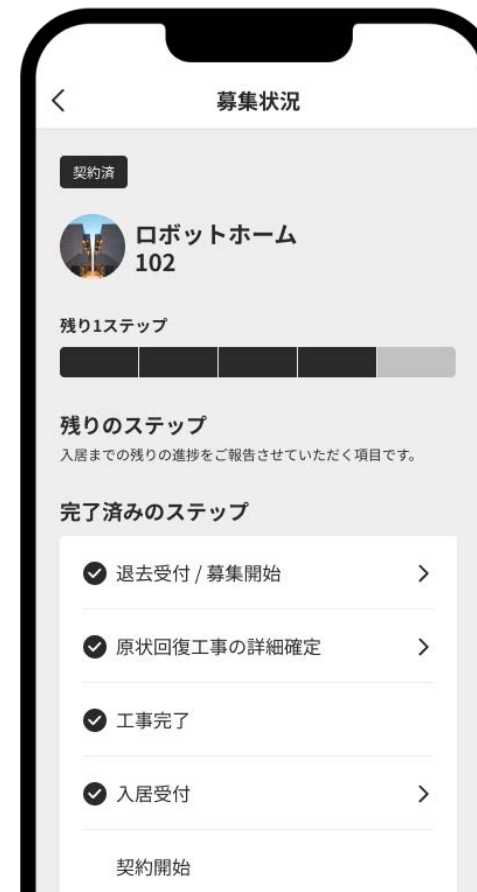 募集状況
契約済
ロボットホーム
102
残り1ステップ
残りのステップ
入居までの残りの進捗をご報告させていただく項目です。
完了済みのステップ
退去受付 / 募集開始
原状回復工事の詳細確定
工事完了
入居受付
契約開始